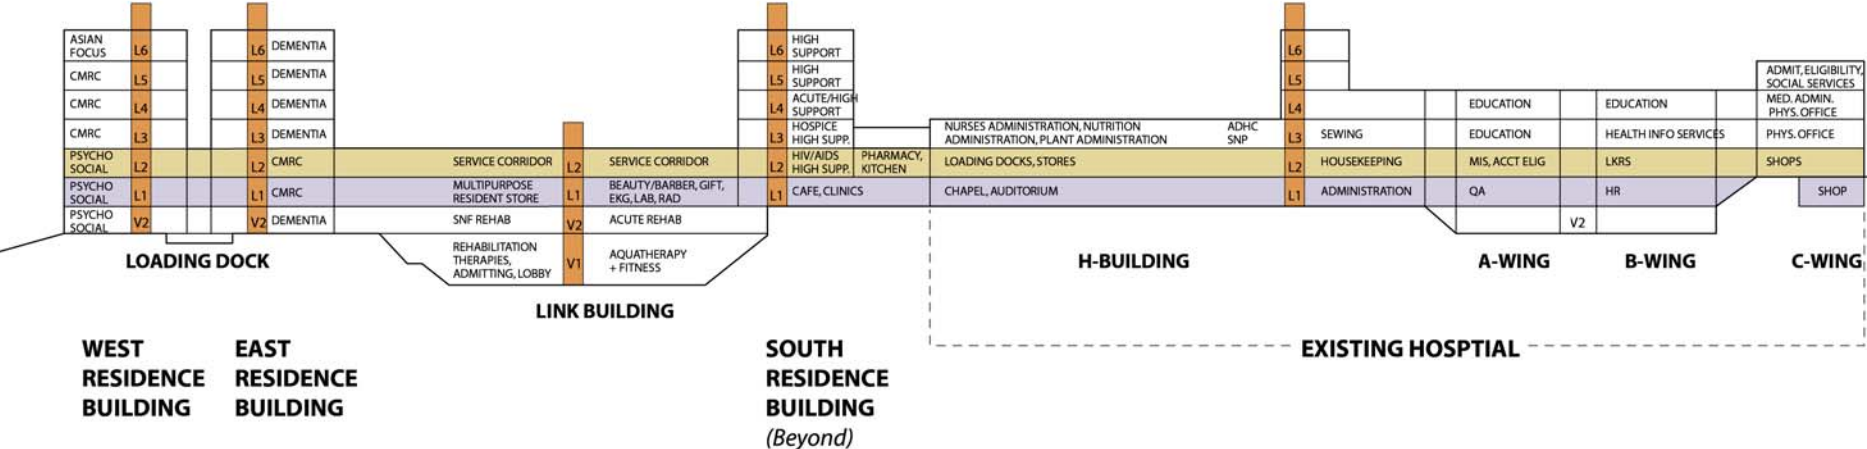 ASIAN
FOCUS
L6
L6
DEMENTIA
L6
HIGH
SUPPORT
L6
CMRC
L5
L5
DEMENTIA
L5
HIGH
SUPPORT
L5
ADMIT, ELIGIBILITY,
SOCIAL SERVICES
CMRC
L4
L4
DEMENTIA
L4
ACUTE/HIGH
SUPPORT
L4
EDUCATION
EDUCATION
MED. ADMIN.
PHYS. OFFICE
CMRC
L3
L3
DEMENTIA
L3
HOSPICE
HIGH SUPP.
NURSES ADMINISTRATION, NUTRITION
ADMINISTRATION, PLANT ADMINISTRATION
ADHC
SNP
L3
SEWING
EDUCATION
HEALTH INFO SERVICES
PHYS. OFFICE
PSYCHO
SOCIAL
L2
L2
CMRC
SERVICE CORRIDOR
L2
SERVICE CORRIDOR
L2
HIV/AIDS
HIGH SUPP.
PHARMACY,
KITCHEN
LOADING DOCKS, STORES
L2
HOUSEKEEPING
MIS, ACCT ELIG
LKRS
SHOPS
PSYCHO
SOCIAL
L1
L1
CMRC
MULTIPURPOSE
RESIDENT STORE
L1
BEAUTY/BARBER, GIFT,
EKG, LAB, RAD
L1
CAFE, CLINICS
CHAPEL, AUDITORIUM
L1
ADMINISTRATION
QA
HR
SHOP
PSYCHO
SOCIAL
V2
V2
DEMENTIA
SNF REHAB
V2
ACUTE REHAB
V2
REHABILITATION
THERAPIES,
ADMITTING, LOBBY
V1
AQUATHERAPY
+ FITNESS
LOADING DOCK
H-BUILDING
A-WING
B-WING
C-WING
LINK BUILDING
WEST
RESIDENCE
BUILDING
EAST
RESIDENCE
BUILDING
SOUTH
RESIDENCE
BUILDING
(Beyond)
EXISTING HOSPTIAL